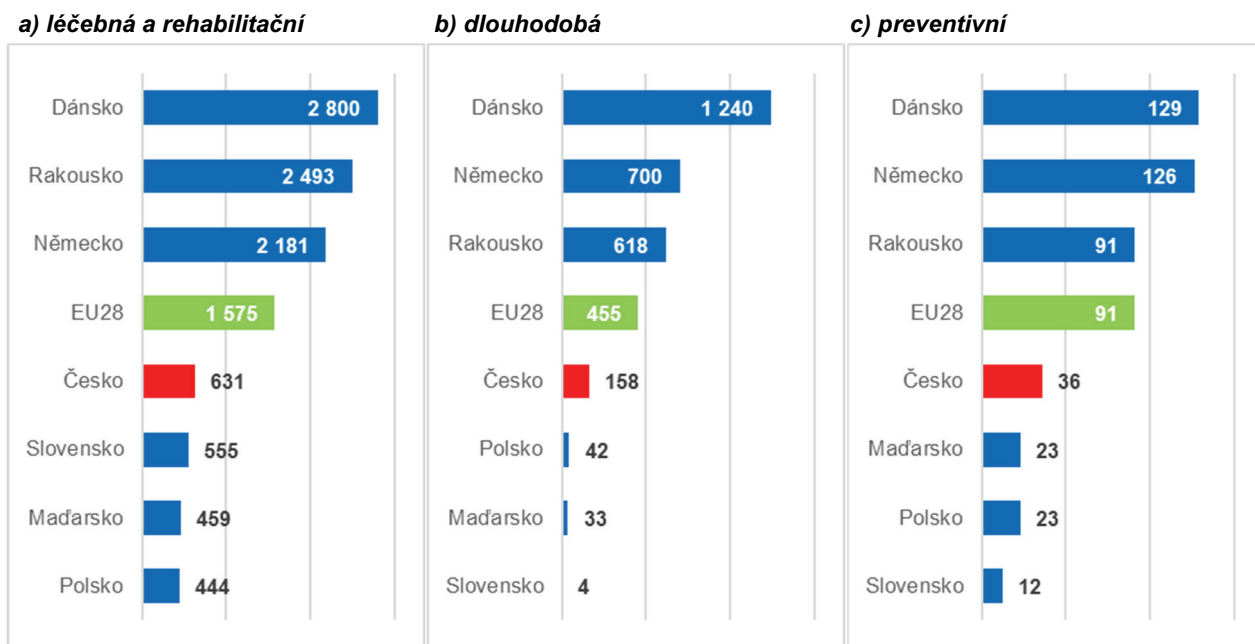 a) léčebná a rehabilitační
Dánsko 2 800
Rakousko 2 493
Německo 2 181
EU28 1 575
Česko 631
Slovensko 555
Maďarsko 459
Polsko 444
b) dlouhodobá
Dánsko 1 240
Německo 700
Rakousko 618
EU28 455
Česko 158
Polsko 42
Maďarsko 33
Slovensko 4
c) preventivní
Dánsko 129
Německo 126
Rakousko 91
EU28 91
Česko 36
Maďarsko 23
Polsko 23
Slovensko 12